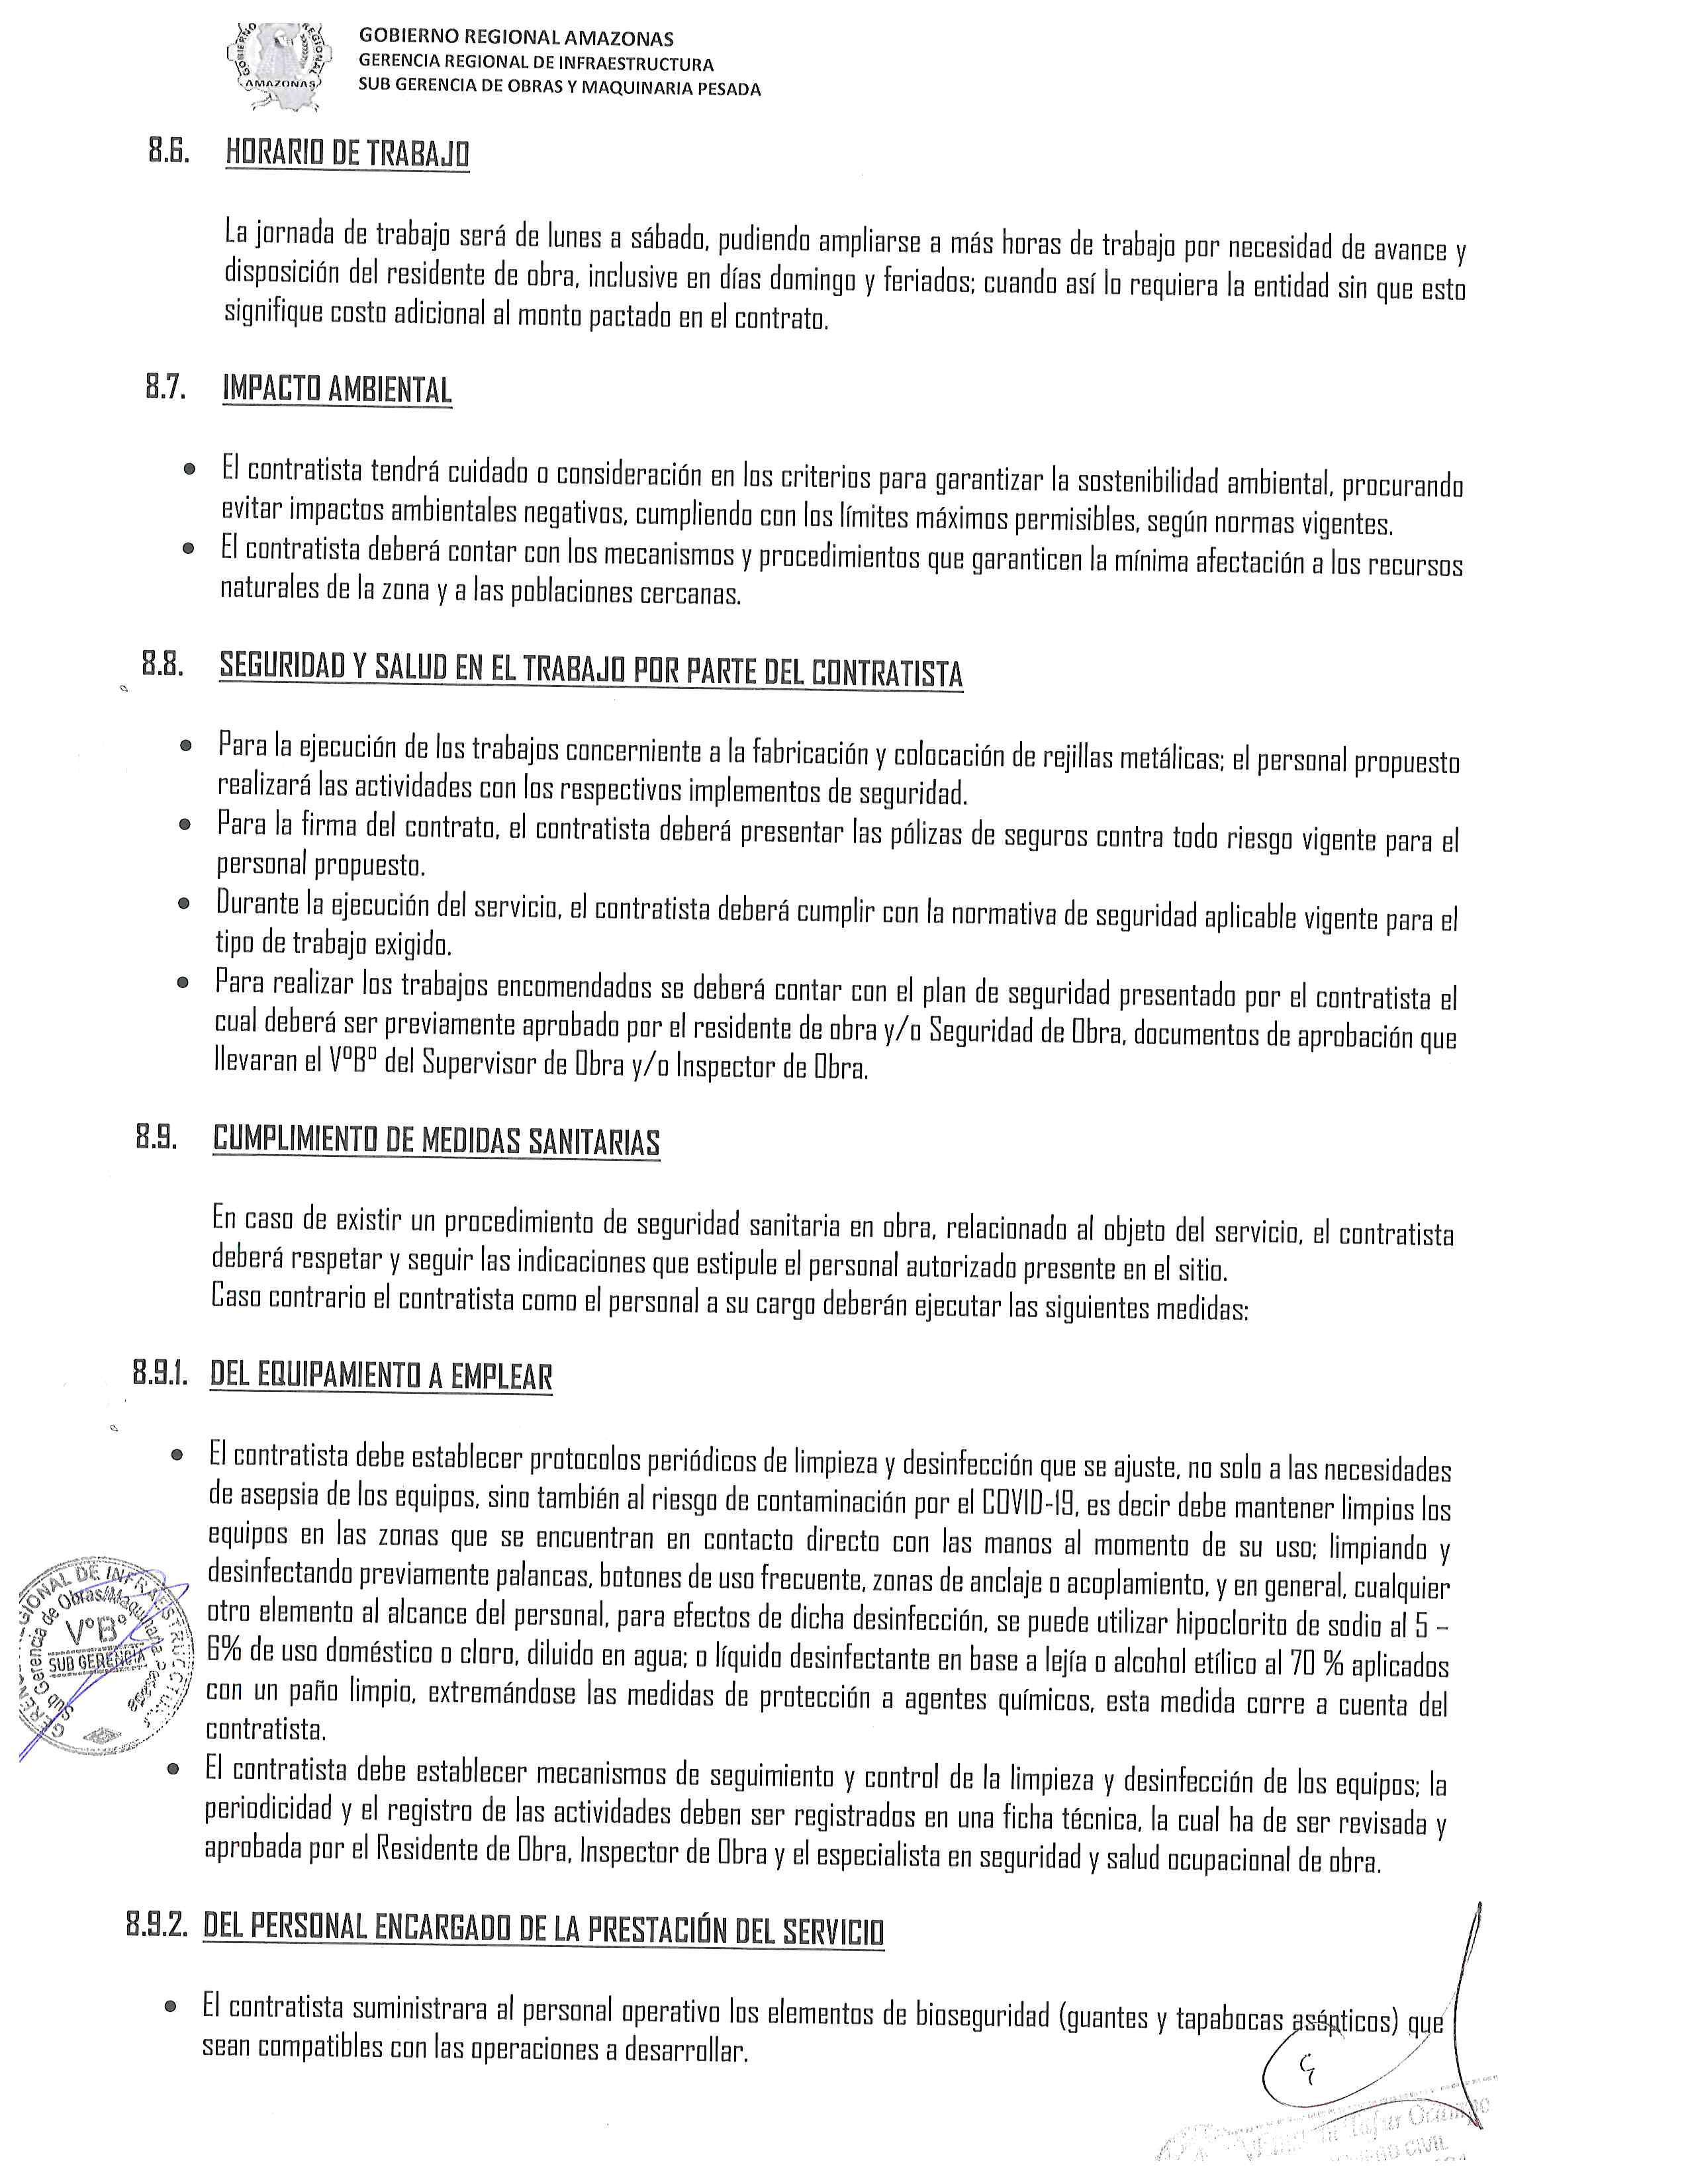 GOBIERNO REGIONAL AMAZONAS
GERENCIA REGIONAL DE INFRAESTRUCTURA
SUB GERENCIA DE OBRAS Y MAQUINARIA PESADA
GOBIERNO REGIONAL
AMAZONAS
8.6. HORARIO DE TRABAJO
La jornada de trabajo será de lunes a sábado, pudiendo ampliarse a más horas de trabajo por necesidad de avance y
disposición del residente de obra, inclusive en días domingo y feriados; cuando así lo requiera la entidad sin que esto
signifique costo adicional al monto pactado en el contrato.
8.7. IMPACTO AMBIENTAL
• El contratista tendrá cuidado o consideración en los criterios para garantizar la sostenibilidad ambiental, procurando
evitar impactos ambientales negativos, cumpliendo con los límites máximos permisibles, según normas vigentes.
• El contratista deberá contar con los mecanismos y procedimientos que garanticen la mínima afectación a los recursos
naturales de la zona y a las poblaciones cercanas.
8.8. SEGURIDAD Y SALUD EN EL TRABAJO POR PARTE DEL CONTRATISTA
• Para la ejecución de los trabajos concerniente a la fabricación y colocación de rejillas metálicas; el personal propuesto
realizará las actividades con los respectivos implementos de seguridad.
• Para la firma del contrato, el contratista deberá presentar las pólizas de seguros contra todo riesgo vigente para el
personal propuesto.
• Durante la ejecución del servicio, el contratista deberá cumplir con la normativa de seguridad aplicable vigente para el
tipo de trabajo exigido.
• Para realizar los trabajos encomendados se deberá contar con el plan de seguridad presentado por el contratista el
cual deberá ser previamente aprobado por el residente de obra y/o Seguridad de Obra, documentos de aprobación que
llevaran el VºBº del Supervisor de Obra y/o Inspector de Obra.
8.9. CUMPLIMIENTO DE MEDIDAS SANITARIAS
En caso de existir un procedimiento de seguridad sanitaria en obra, relacionado al objeto del servicio, el contratista
deberá respetar y seguir las indicaciones que estipule el personal autorizado presente en el sitio.
Caso contrario el contratista como el personal a su cargo deberán ejecutar las siguientes medidas:
8.9.1. DEL EQUIPAMIENTO A EMPLEAR
• El contratista debe establecer protocolos periódicos de limpieza y desinfección que se ajuste, no solo a las necesidades
de asepsia de los equipos, sino también al riesgo de contaminación por el COVID-19, es decir debe mantener limpios los
equipos en las zonas que se encuentran en contacto directo con las manos al momento de su uso; limpiando y
desinfectando previamente palancas, botones de uso frecuente, zonas de anclaje o acoplamiento, y en general, cualquier
otro elemento al alcance del personal, para efectos de dicha desinfección, se puede utilizar hipoclorito de sodio al 5 –
6% de uso doméstico o cloro, diluido en agua; o líquido desinfectante en base a lejía o alcohol etílico al 70 % aplicados
con un paño limpio, extremándose las medidas de protección a agentes químicos, esta medida corre a cuenta del
contratista.
• El contratista debe establecer mecanismos de seguimiento y control de la limpieza y desinfección de los equipos; la
periodicidad y el registro de las actividades deben ser registrados en una ficha técnica, la cual ha de ser revisada y
aprobada por el Residente de Obra, Inspector de Obra y el especialista en seguridad y salud ocupacional de obra.
8.9.2. DEL PERSONAL ENCARGADO DE LA PRESTACIÓN DEL SERVICIO
• El contratista suministrara al personal operativo los elementos de bioseguridad (guantes y tapabocas asépticos) que
sean compatibles con las operaciones a desarrollar.
REGIONAL DE INFRAESTRUCTURA
Sub Gerencia de Obras/Maquinaria Pesada
VºBº
SUB GERENCIA
CIVIL